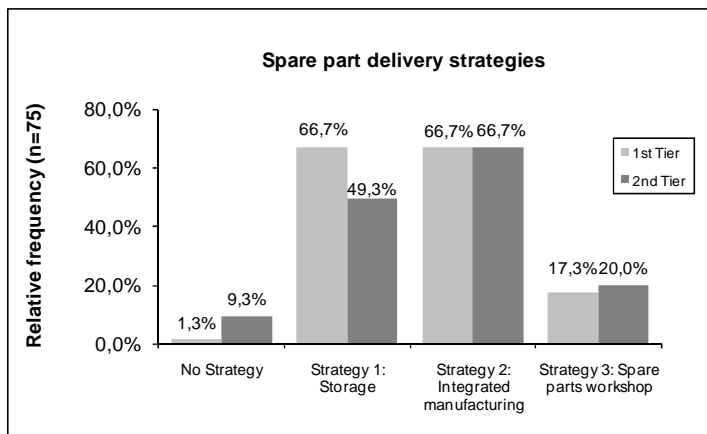 Spare part delivery strategies
Relative frequency (n=75)
80,0%
60,0%
40,0%
20,0%
0,0%
1,3%
9,3%
66,7%
49,3%
66,7%
66,7%
17,3%
20,0%
1st Tier
2nd Tier
No Strategy
Strategy 1:
Storage
Strategy 2:
Integrated
manufacturing
Strategy 3: Spare
parts workshop